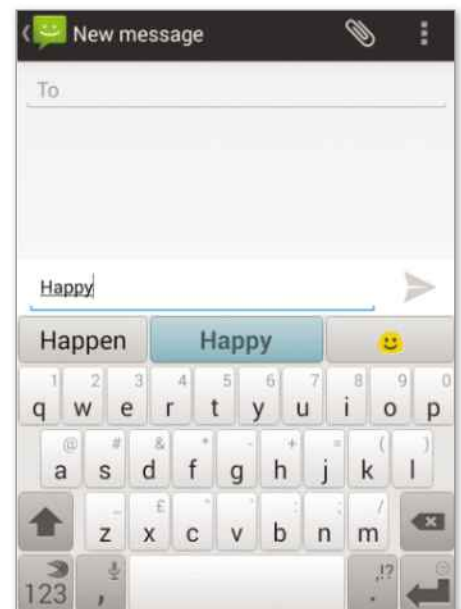 New message
To
Happy
Happen Happy
1 2 3 4 5 6 7 8 9 0
q w e r t y u i o p
@ # & * - + = ( )
a s d f g h j k l
_ £ " ' : ; /
z x c v b n m
,!?
123 , .